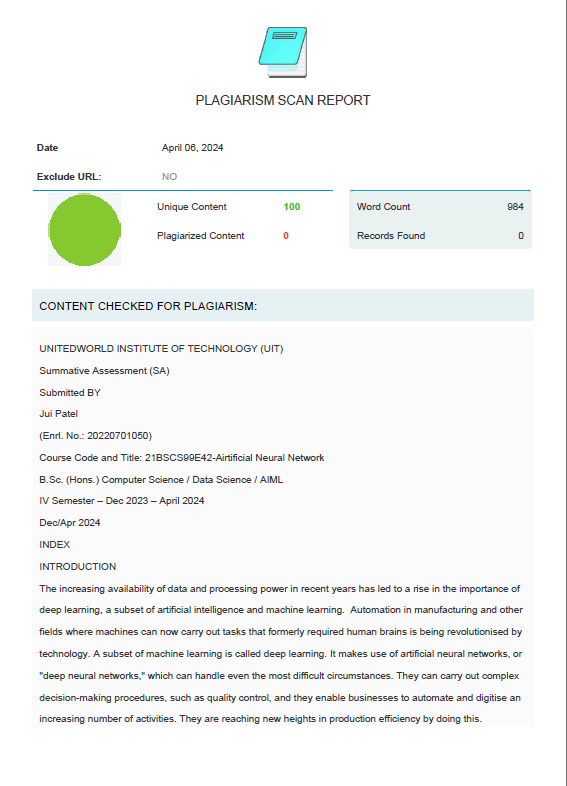 PLAGIARISM SCAN REPORT
Date April 06, 2024
Exclude URL: NO
Unique Content 100
Plagiarized Content 0
Word Count 984
Records Found 0
CONTENT CHECKED FOR PLAGIARISM:
UNITEDWORLD INSTITUTE OF TECHNOLOGY (UIT)
Summative Assessment (SA)
Submitted BY
Jui Patel
(Enrl. No.: 20220701050)
Course Code and Title: 21BSCS99E42-Airtificial Neural Network
B.Sc. (Hons.) Computer Science / Data Science / AIML
IV Semester – Dec 2023 – April 2024
Dec/Apr 2024
INDEX
INTRODUCTION
The increasing availability of data and processing power in recent years has led to a rise in the importance of
deep learning, a subset of artificial intelligence and machine learning.  Automation in manufacturing and other
fields where machines can now carry out tasks that formerly required human brains is being revolutionised by
technology. A subset of machine learning is called deep learning. It makes use of artificial neural networks, or
"deep neural networks," which can handle even the most difficult circumstances. They can carry out complex
decision-making procedures, such as quality control, and they enable businesses to automate and digitise an
increasing number of activities. They are reaching new heights in production efficiency by doing this.